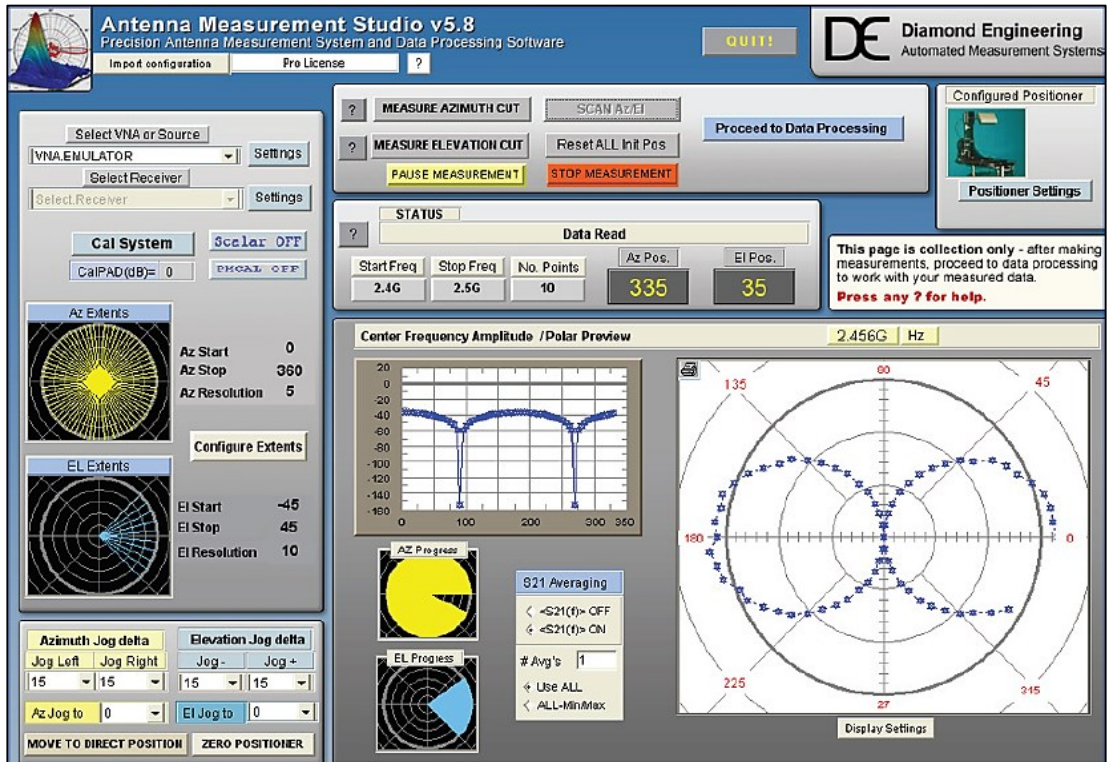 Antenna Measurement Studio v5.8
Precision Antenna Measurement System and Data Processing Software
Import configuration
Pro License
?
QUIT!
DE
Diamond Engineering
Automated Measurement Systems
Select VNA or Source
VNA.EMULATOR
Settings
Select Receiver
Select.Receiver
Settings
Cal System
Scalar OFF
CalPAD(dB)= 0
PMCAL OFF
Az Extents
Az Start 0
Az Stop 360
Az Resolution 5
Configure Extents
EL Extents
El Start -45
El Stop 45
El Resolution 10
Azimuth Jog delta
Jog Left Jog Right
15 15
Az Jog to 0
Elevation Jog delta
Jog - Jog +
15 15
El Jog to 0
MOVE TO DIRECT POSITION
ZERO POSITIONER
? MEASURE AZIMUTH CUT
SCAN Az/El
? MEASURE ELEVATION CUT
Reset ALL Init Pos
PAUSE MEASUREMENT
STOP MEASUREMENT
Proceed to Data Processing
Configured Positioner
Positioner Settings
STATUS
?
Data Read
Start Freq Stop Freq No. Points
2.4G 2.5G 10
Az Pos.
335
El Pos.
35
This page is collection only - after making
measurements, proceed to data processing
to work with your measured data.
Press any ? for help.
Center Frequency Amplitude / Polar Preview
2.456G Hz
20
0
-20
-40
-60
-80
-100
-120
-140
-160
0 100 200 300 350
AZ Progress
EL Progress
S21 Averaging
<S21(f)> OFF
<S21(f)> ON
# Avg's 1
Use ALL
ALL-Min/Max
135
45
180
0
225
315
27
Display Settings